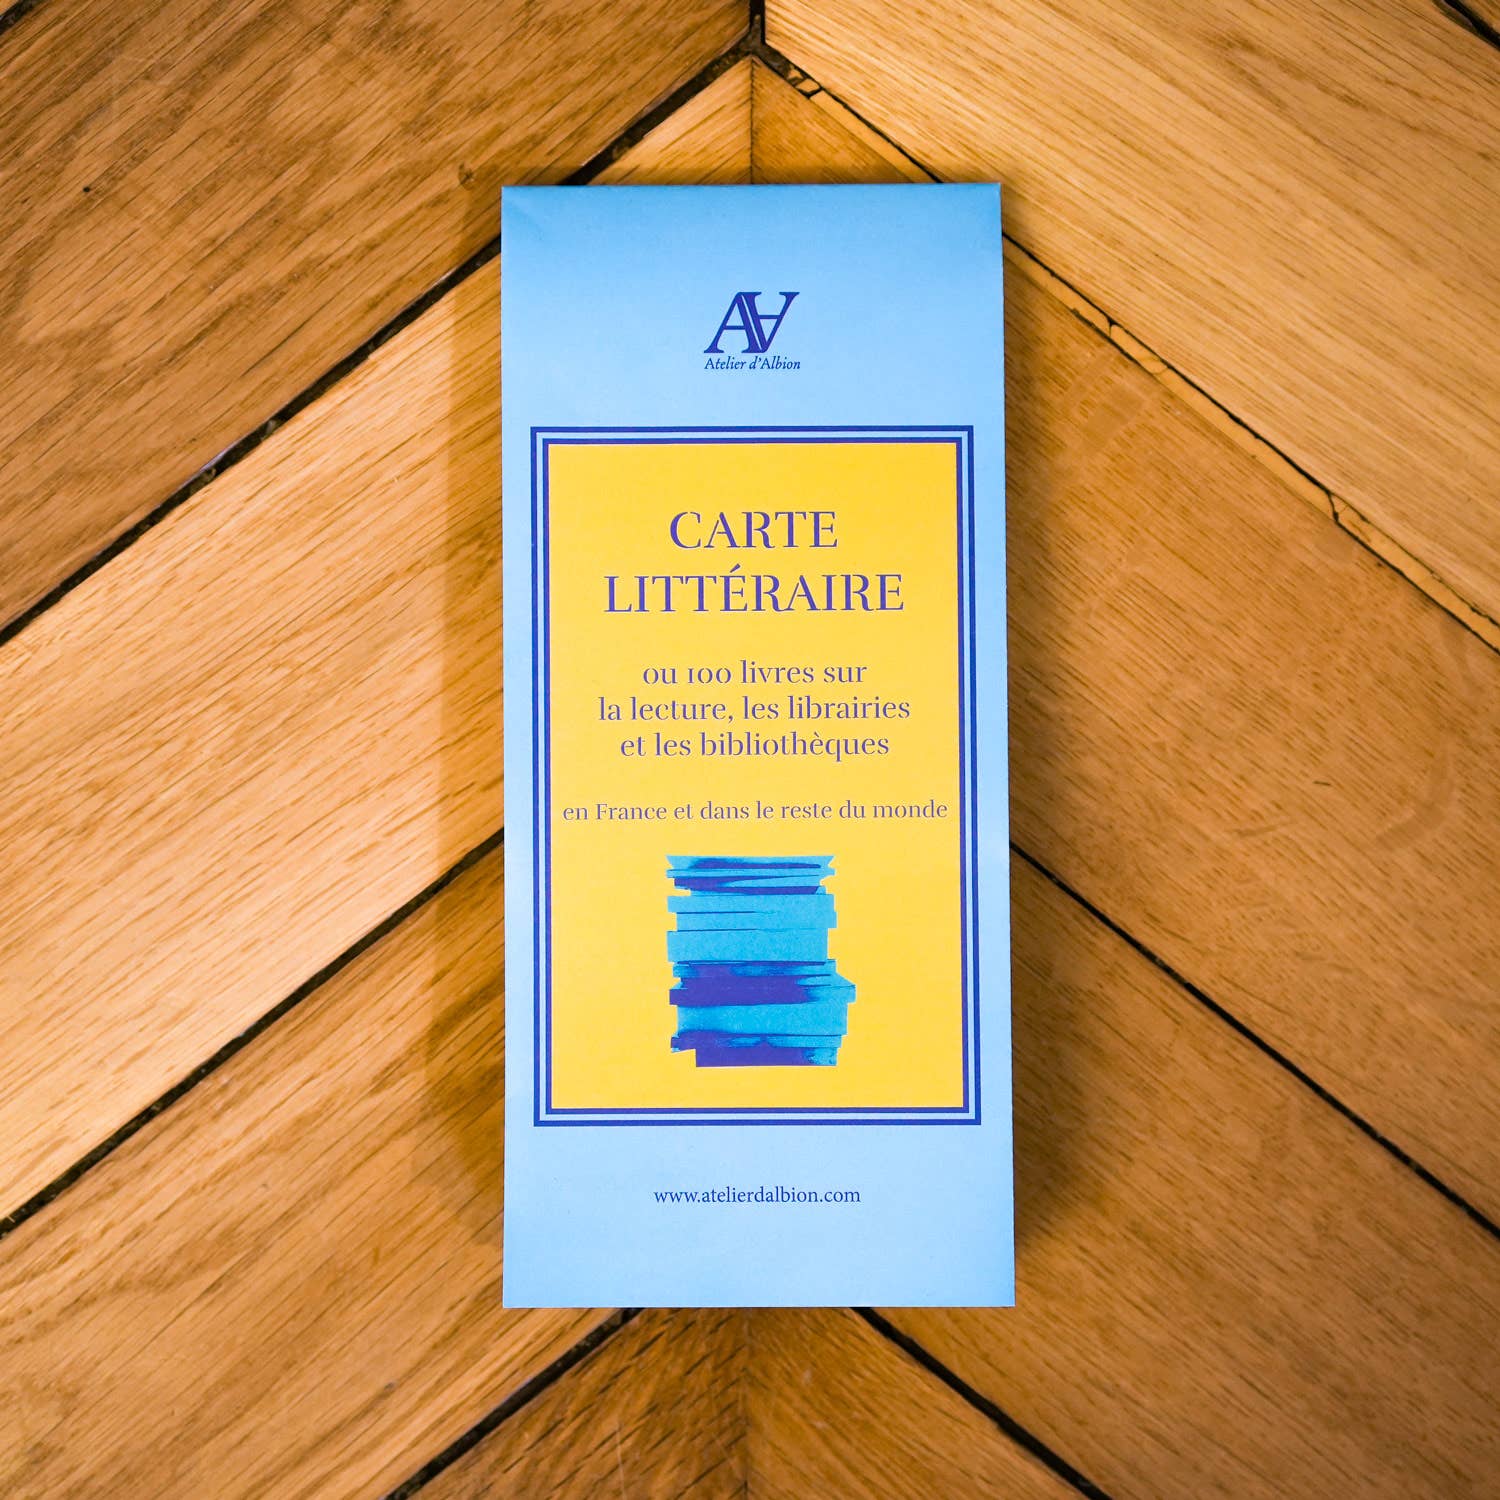 AA
Atelier d'Albion
CARTE
LITTÉRAIRE
ou 100 livres sur
la lecture, les librairies
et les bibliothèques
en France et dans le reste du monde
www.atelierdalbion.com